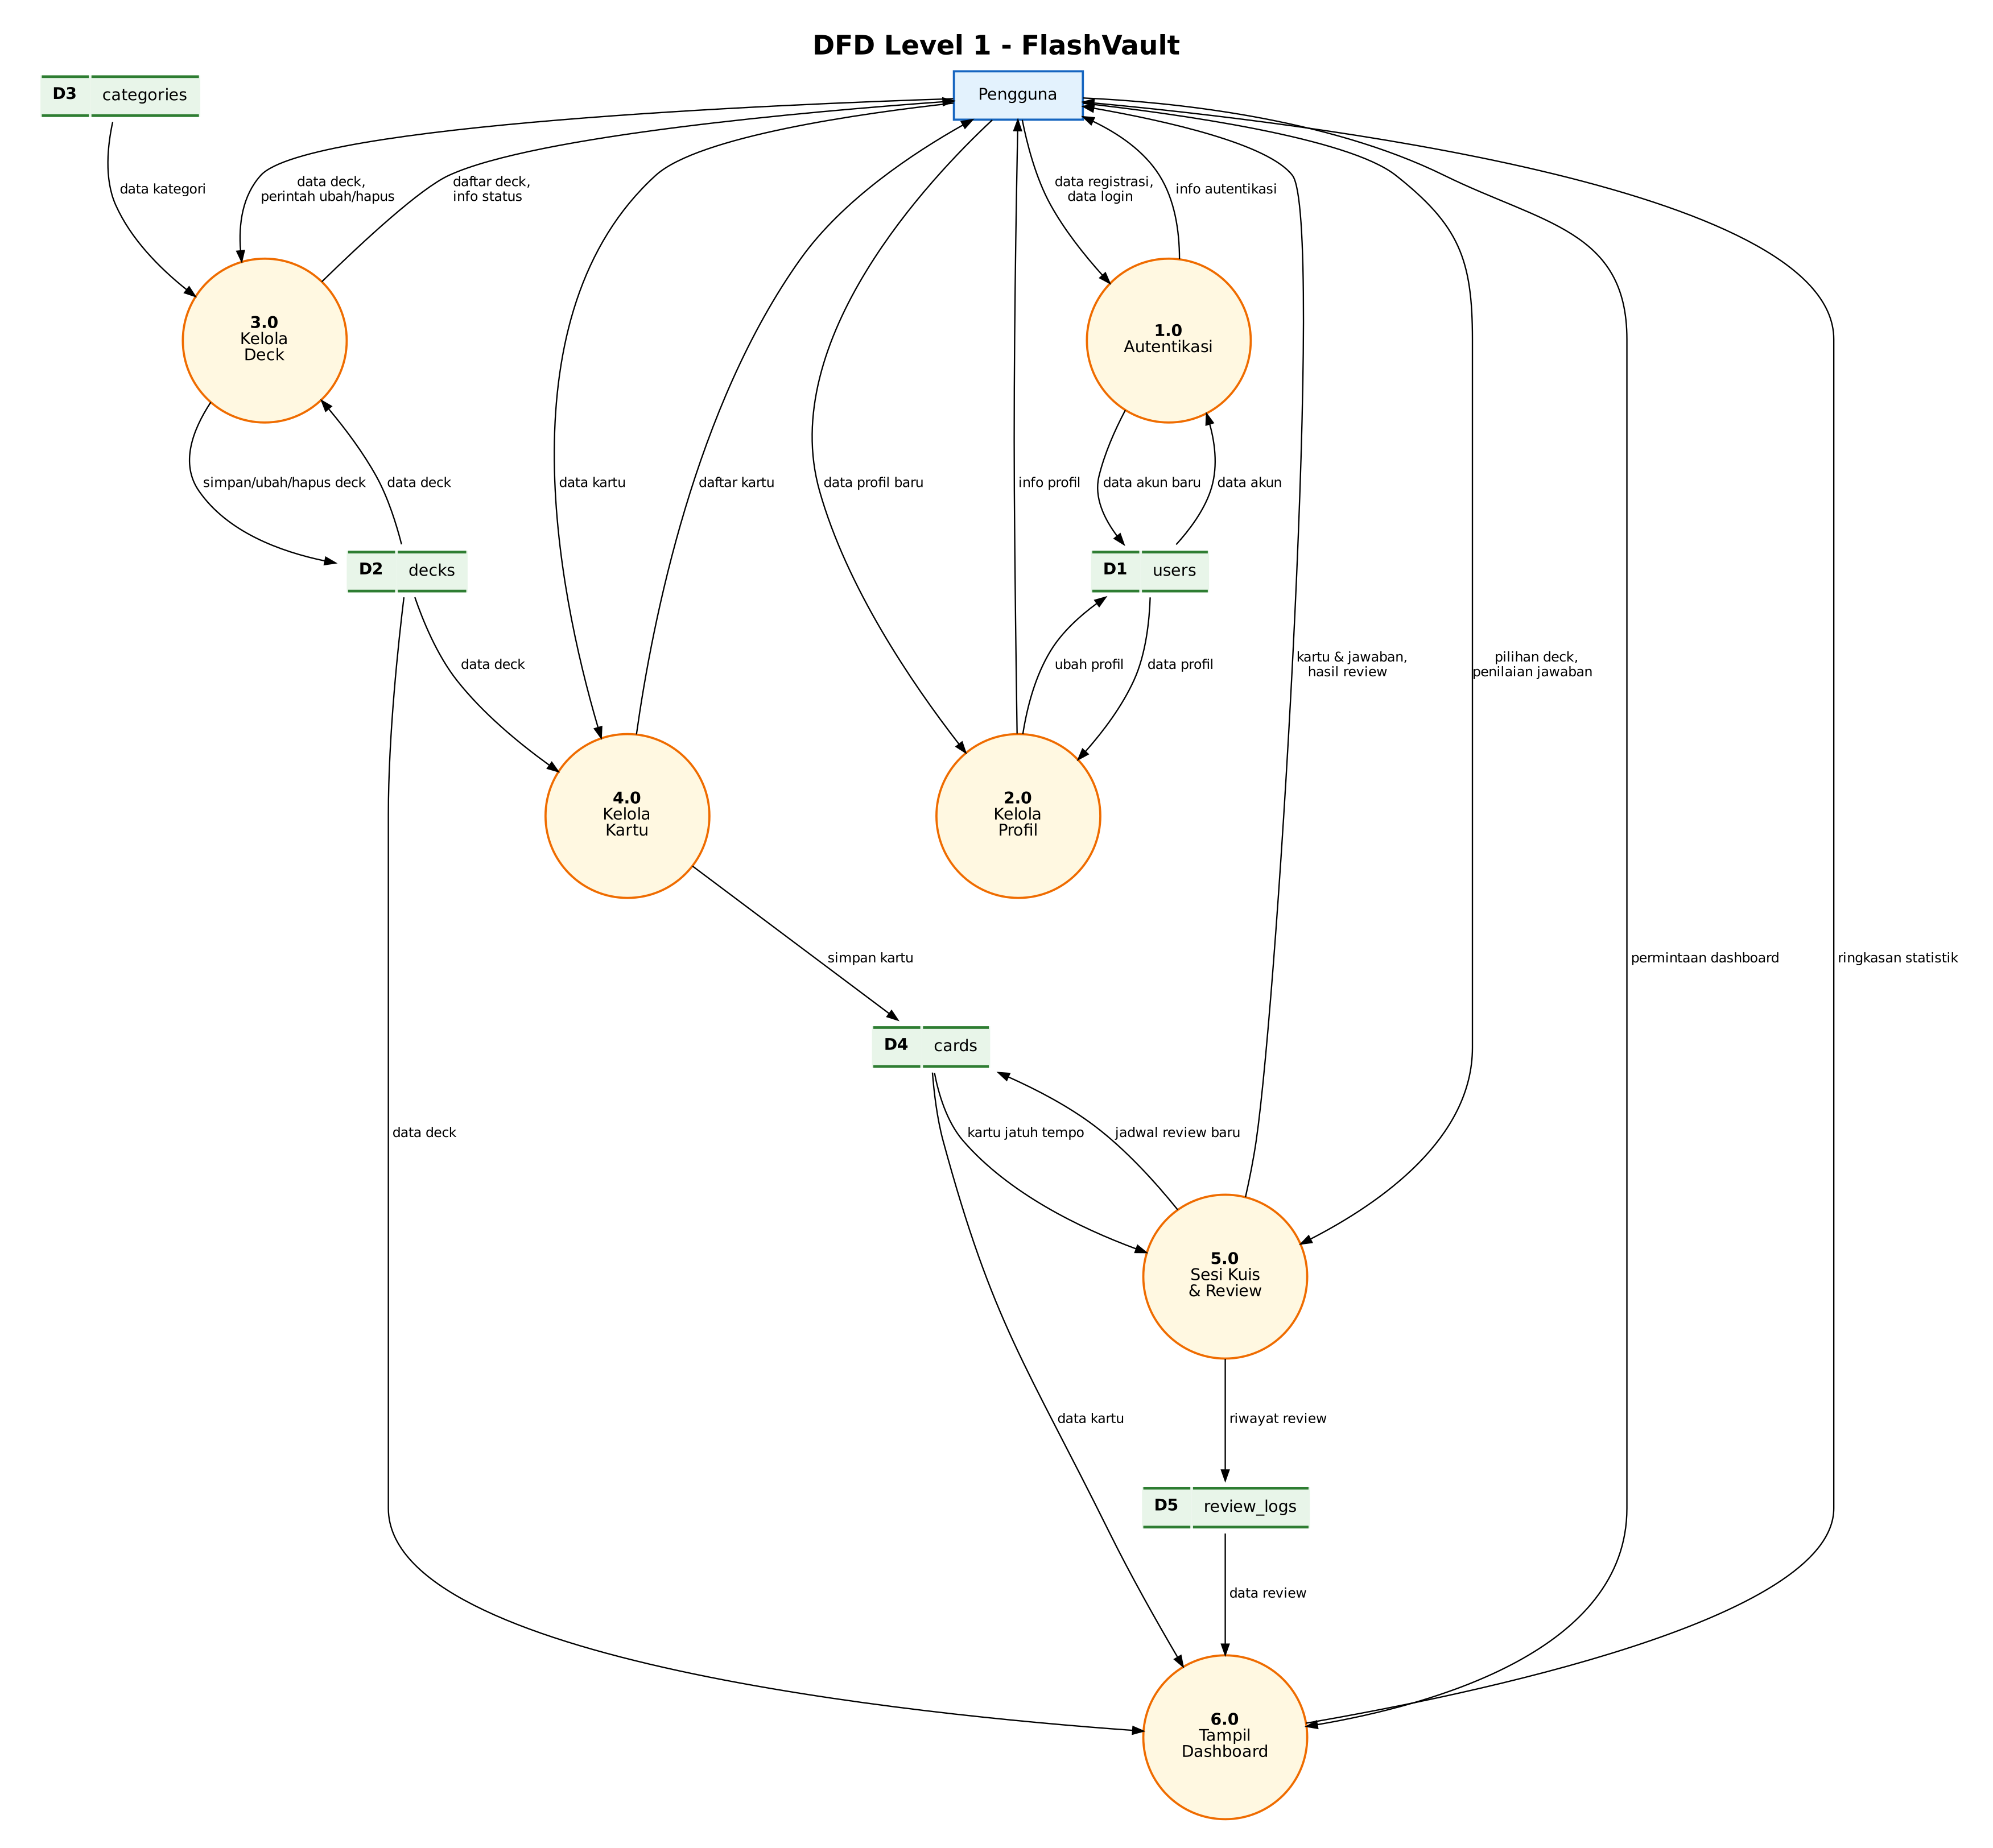 DFD Level 1 - FlashVault
D3 categories
Pengguna
data kategori
data deck,
perintah ubah/hapus
daftar deck,
info status
data registrasi,
data login
info autentikasi
3.0
Kelola
Deck
1.0
Autentikasi
simpan/ubah/hapus deck
data deck
data kartu
daftar kartu
data profil baru
info profil
data akun baru
data akun
D2 decks
D1 users
data deck
ubah profil
data profil
kartu & jawaban,
hasil review
pilihan deck,
penilaian jawaban
4.0
Kelola
Kartu
2.0
Kelola
Profil
simpan kartu
permintaan dashboard
ringkasan statistik
D4 cards
data deck
kartu jatuh tempo
jadwal review baru
5.0
Sesi Kuis
& Review
data kartu
riwayat review
D5 review_logs
data review
6.0
Tampil
Dashboard